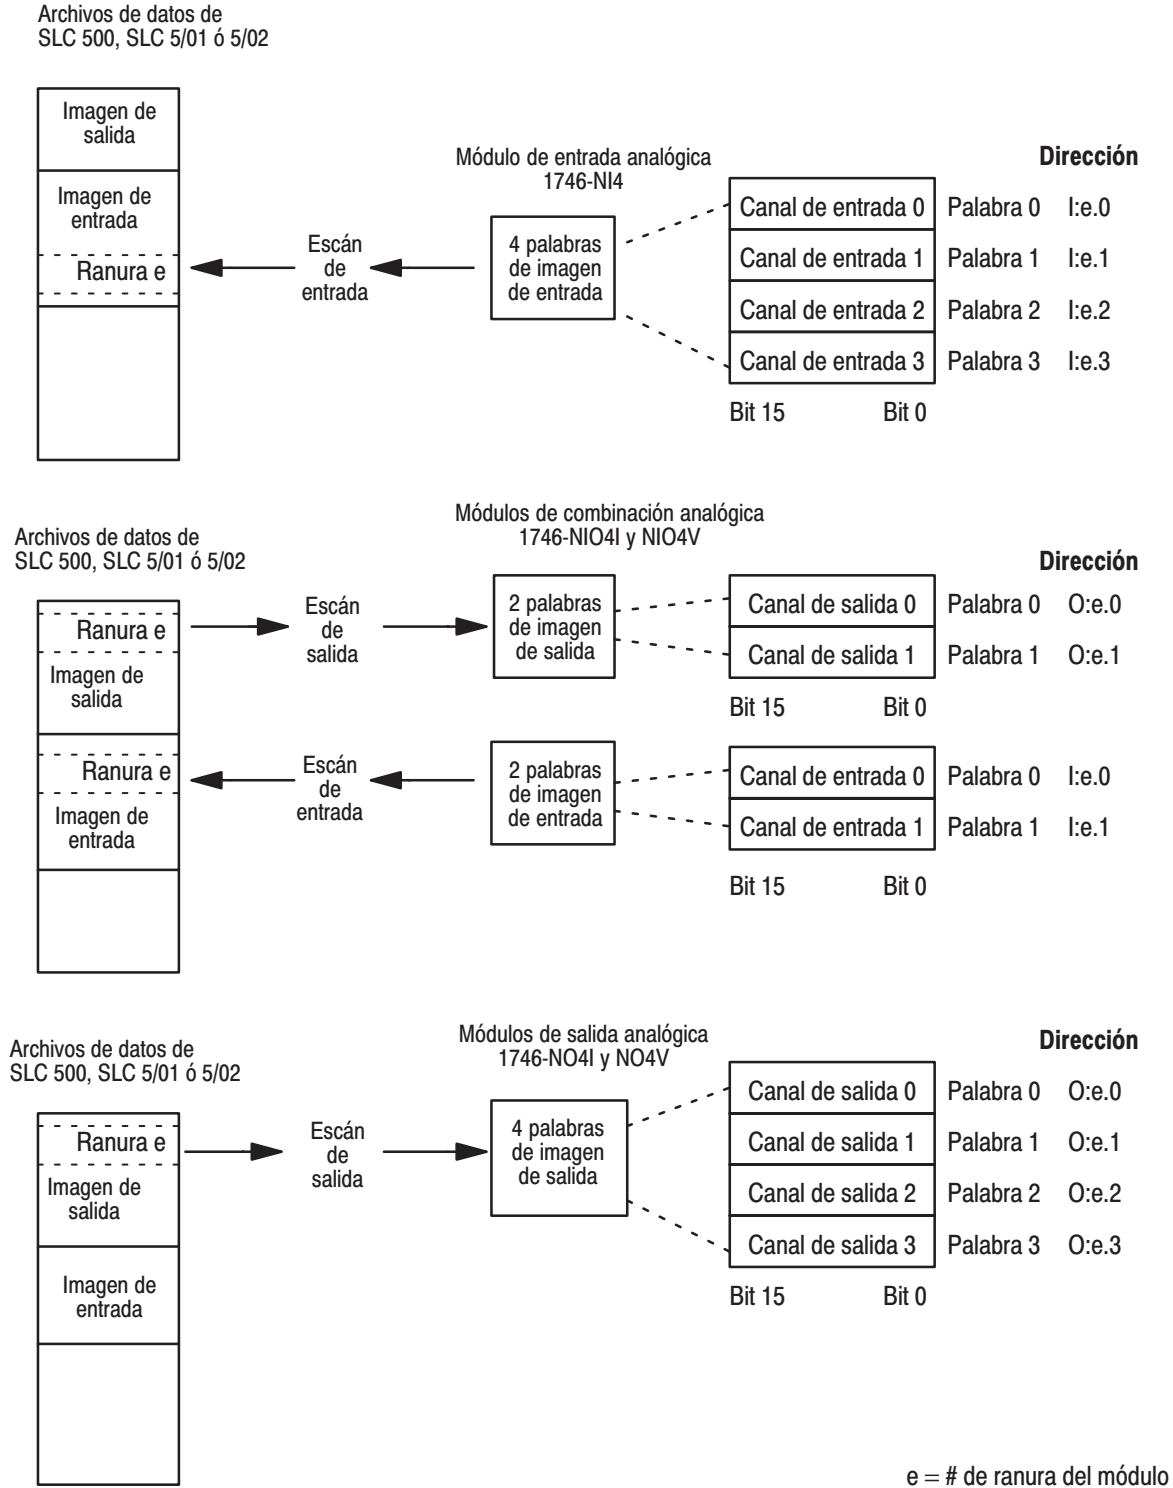 Archivos de datos de
SLC 500, SLC 5/01 ó 5/02
Imagen de
salida
Imagen de
entrada
Ranura e
Escán
de
entrada
Módulo de entrada analógica
1746-NI4
4 palabras
de imagen
de entrada
Dirección
Canal de entrada 0 Palabra 0 I:e.0
Canal de entrada 1 Palabra 1 I:e.1
Canal de entrada 2 Palabra 2 I:e.2
Canal de entrada 3 Palabra 3 I:e.3
Bit 15 Bit 0
Archivos de datos de
SLC 500, SLC 5/01 ó 5/02
Módulos de combinación analógica
1746-NIO4I y NIO4V
Dirección
Ranura e
Imagen de
salida
Escán
de
salida
2 palabras
de imagen
de salida
Canal de salida 0 Palabra 0 O:e.0
Canal de salida 1 Palabra 1 O:e.1
Bit 15 Bit 0
Ranura e
Imagen de
entrada
Escán
de
entrada
2 palabras
de imagen
de entrada
Canal de entrada 0 Palabra 0 I:e.0
Canal de entrada 1 Palabra 1 I:e.1
Bit 15 Bit 0
Archivos de datos de
SLC 500, SLC 5/01 ó 5/02
Módulos de salida analógica
1746-NO4I y NO4V
Dirección
Ranura e
Imagen de
salida
Imagen de
entrada
Escán
de
salida
4 palabras
de imagen
de salida
Canal de salida 0 Palabra 0 O:e.0
Canal de salida 1 Palabra 1 O:e.1
Canal de salida 2 Palabra 2 O:e.2
Canal de salida 3 Palabra 3 O:e.3
Bit 15 Bit 0
e = # de ranura del módulo